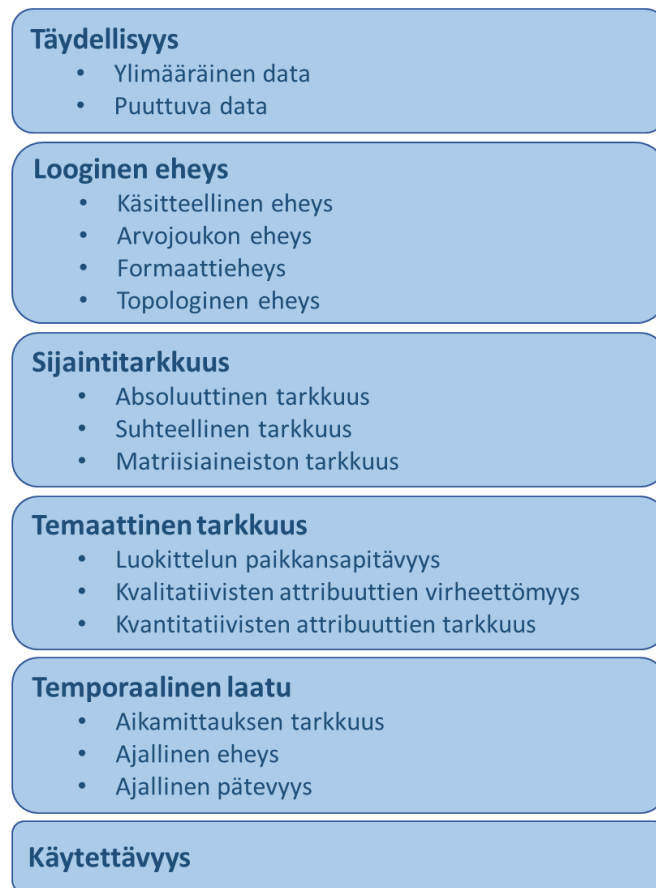 Täydellisyys
• Ylimääräinen data
• Puuttuva data
Looginen eheys
• Käsitteellinen eheys
• Arvojoukon eheys
• Formaattieheys
• Topologinen eheys
Sijaintitarkkuus
• Absoluuttinen tarkkuus
• Suhteellinen tarkkuus
• Matriisiaineiston tarkkuus
Temaattinen tarkkuus
• Luokittelun paikkansapitävyys
• Kvalitatiivisten attribuuttien virheettömyys
• Kvantitatiivisten attribuuttien tarkkuus
Temporaalinen laatu
• Aikamittauksen tarkkuus
• Ajallinen eheys
• Ajallinen pätevyys
Käytettävyys